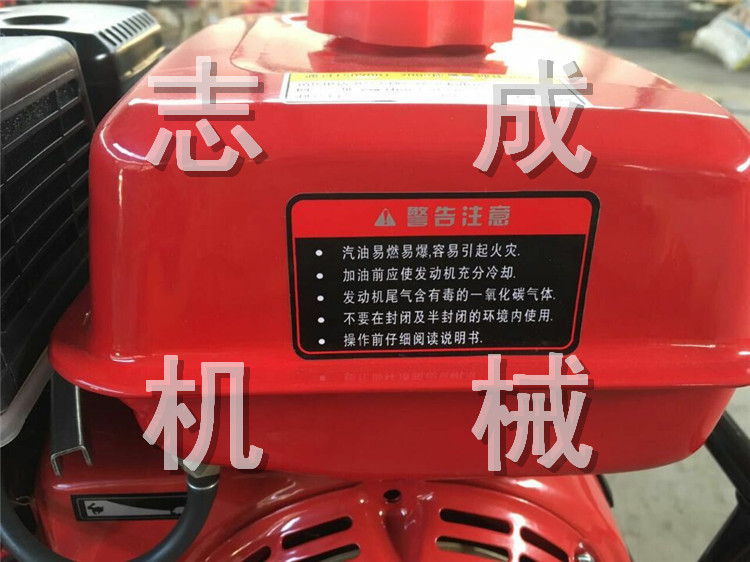 志成
警告注意
• 汽油易燃易爆,容易引起火灾.
• 加油前应使发动机充分冷却.
• 发动机尾气含有毒的一氧化碳气体.
• 不要在封闭及半封闭的环境内使用.
• 操作前仔细阅读说明书.
机械